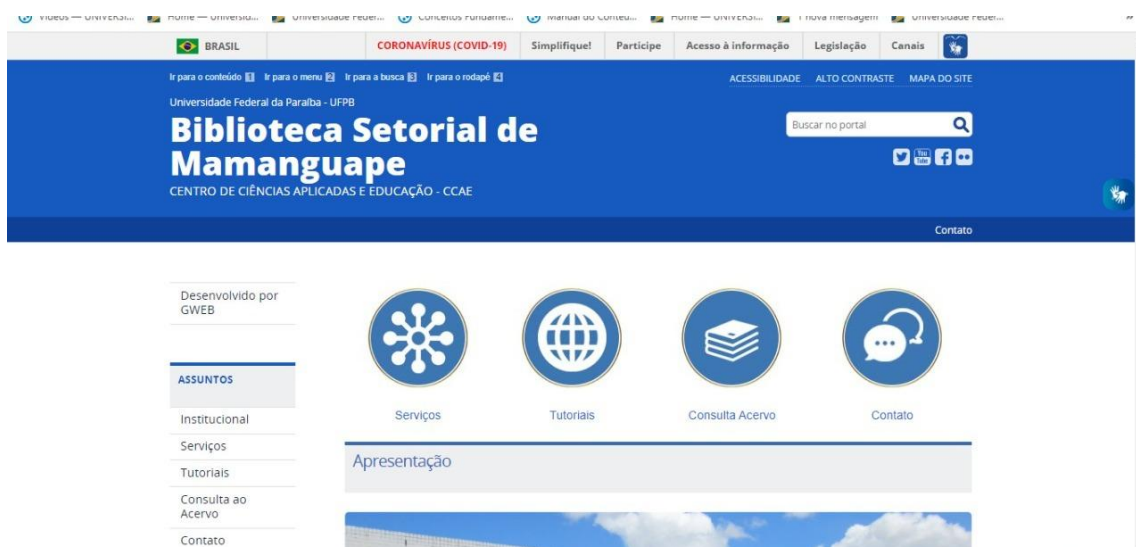 BRASIL CORONAVÍRUS (COVID-19) Simplifique! Participe Acesso à informação Legislação Canais
Ir para o conteúdo 1 Ir para o menu 2 Ir para a busca 3 Ir para o rodapé 4 ACESSIBILIDADE ALTO CONTRASTE MAPA DO SITE
Universidade Federal da Paraíba - UFPB
Biblioteca Setorial de
Mamanguape
Buscar no portal
You Tube
CENTRO DE CIÊNCIAS APLICADAS E EDUCAÇÃO - CCAE
Contato
Desenvolvido por
GWEB
ASSUNTOS
Institucional
Serviços
Tutoriais
Consulta ao
Acervo
Contato
Serviços Tutoriais Consulta Acervo Contato
Apresentação